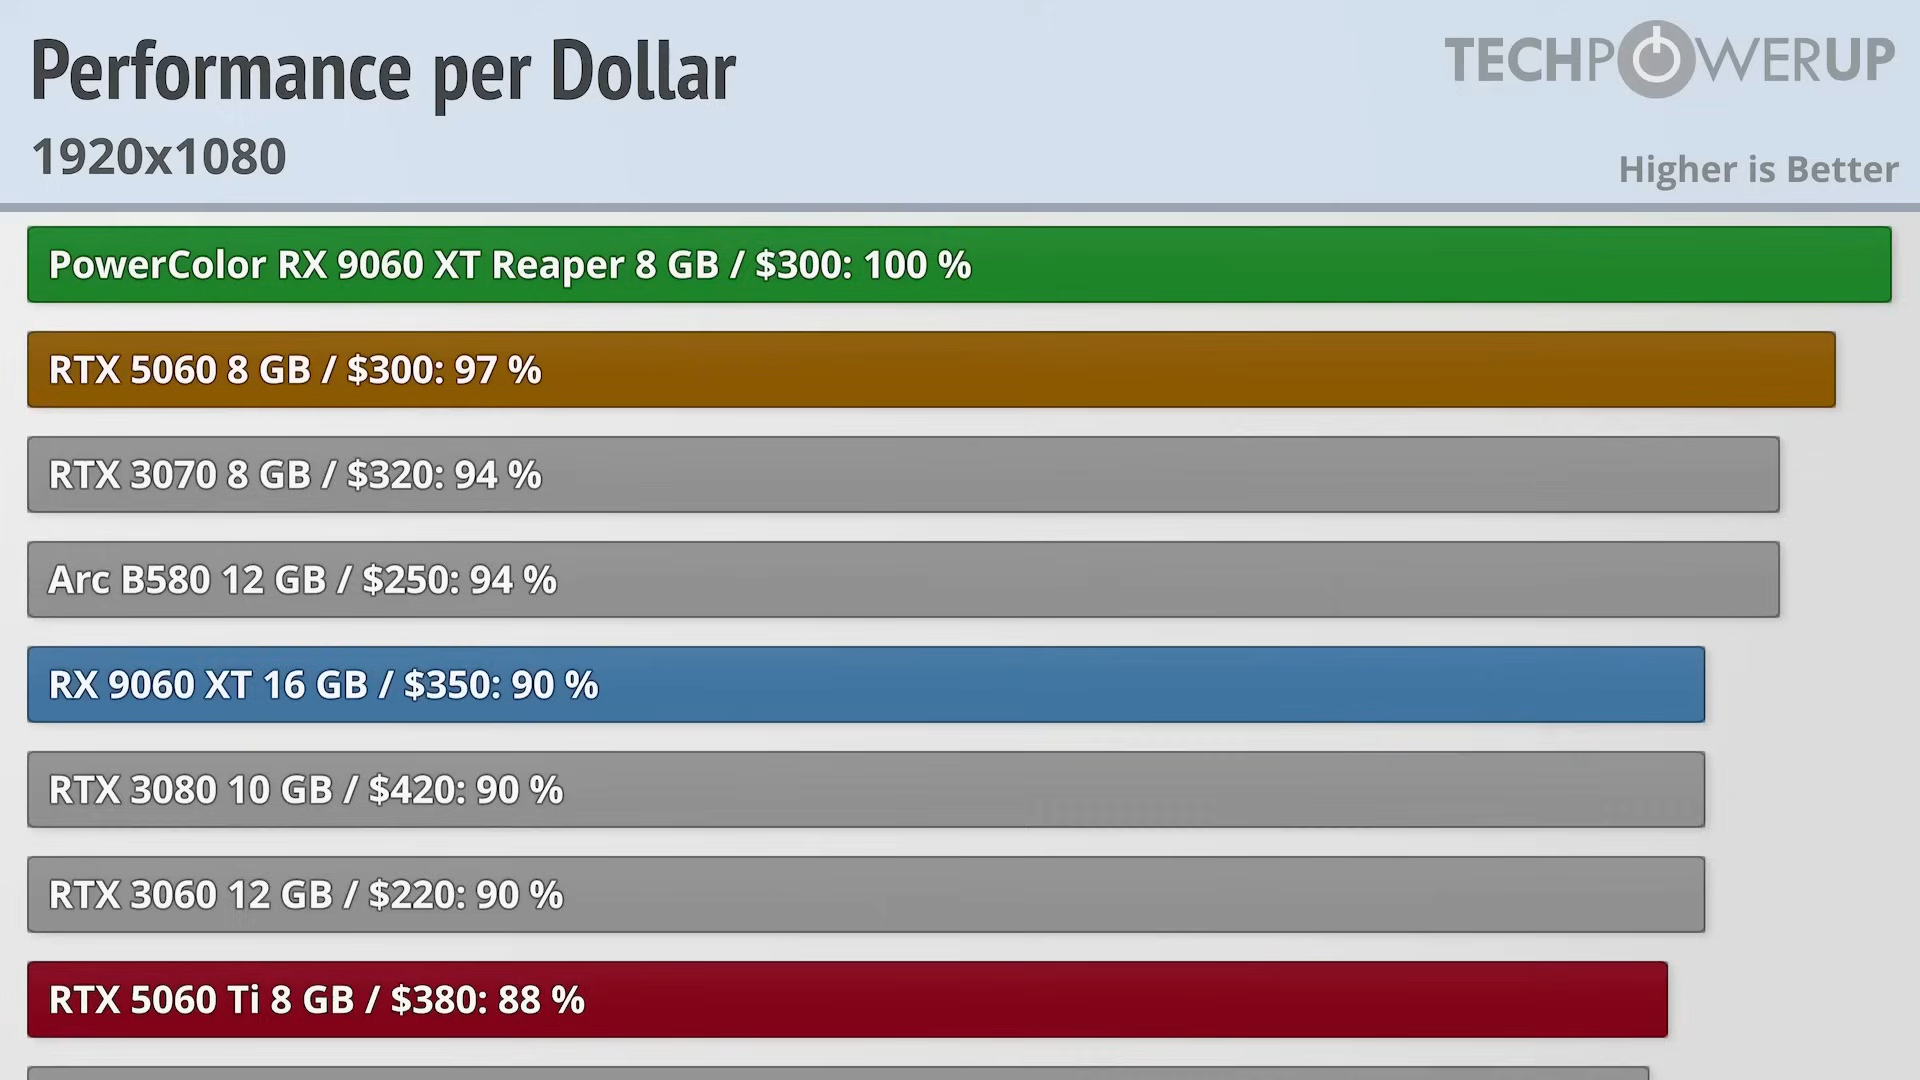 Performance per Dollar
TECHPOWERUP
1920x1080
Higher is Better
PowerColor RX 9060 XT Reaper 8 GB / $300: 100 %
RTX 5060 8 GB / $300: 97 %
RTX 3070 8 GB / $320: 94 %
Arc B580 12 GB / $250: 94 %
RX 9060 XT 16 GB / $350: 90 %
RTX 3080 10 GB / $420: 90 %
RTX 3060 12 GB / $220: 90 %
RTX 5060 Ti 8 GB / $380: 88 %